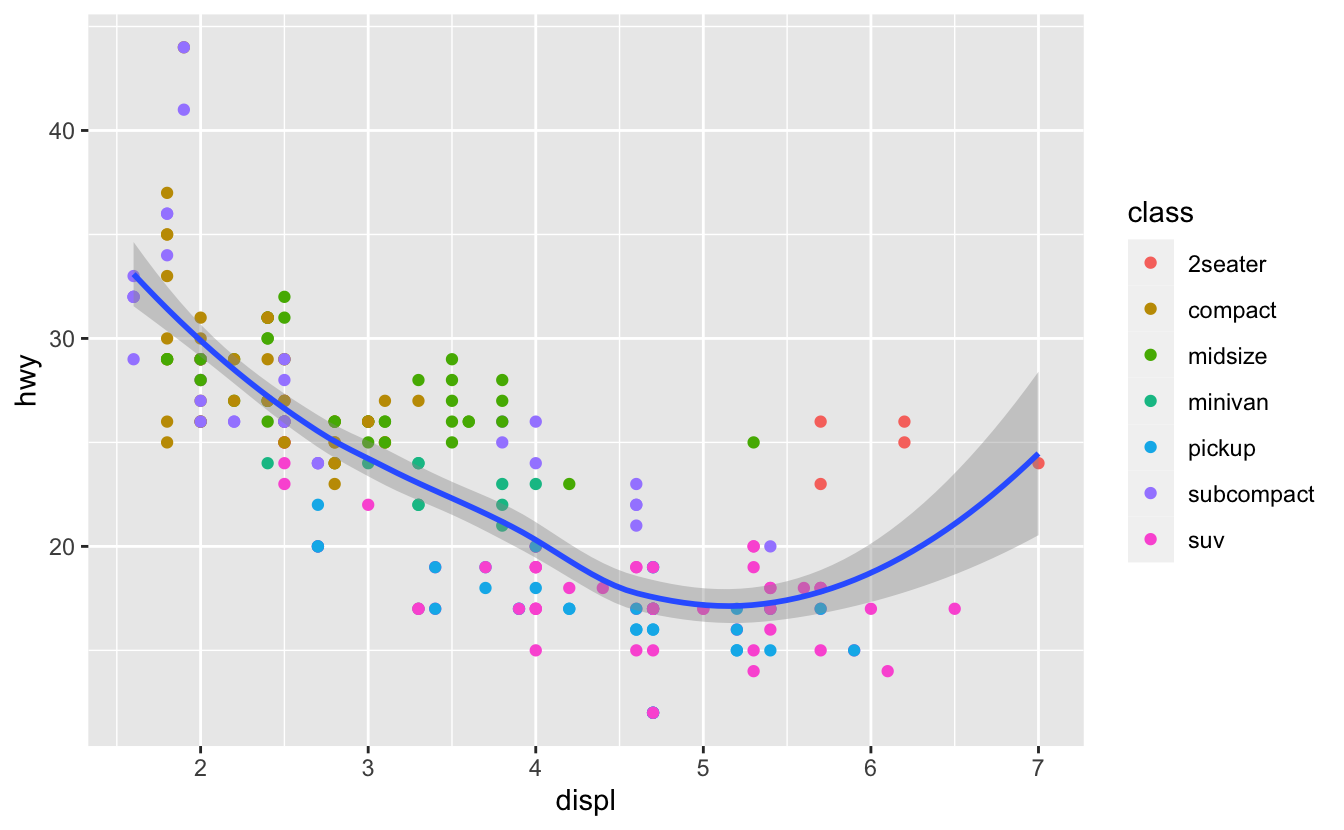 40
30
20
hwy
2 3 4 5 6 7
displ
class
2seater
compact
midsize
minivan
pickup
subcompact
suv